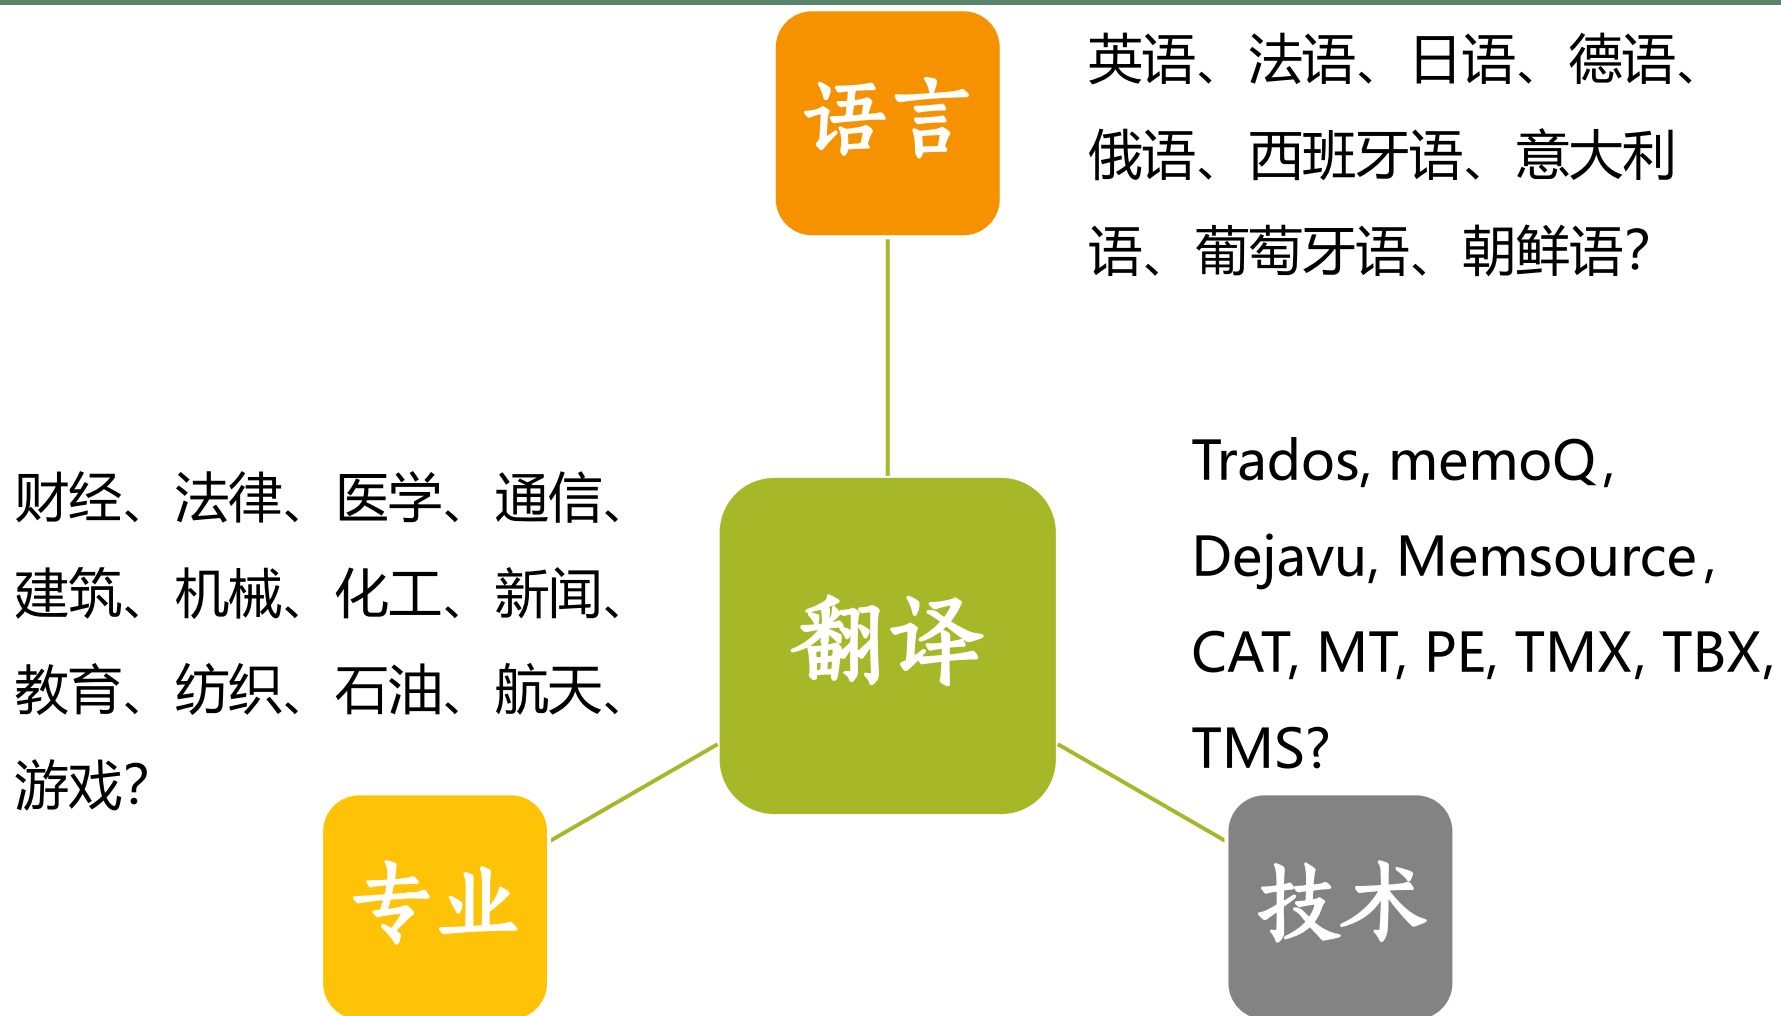 语言
英语、法语、日语、德语、
俄语、西班牙语、意大利
语、葡萄牙语、朝鲜语?
财经、法律、医学、通信、
建筑、机械、化工、新闻、
教育、纺织、石油、航天、
游戏?
翻译
Trados, memoQ,
Dejavu, Memsource,
CAT, MT, PE, TMX, TBX,
TMS?
专业
技术